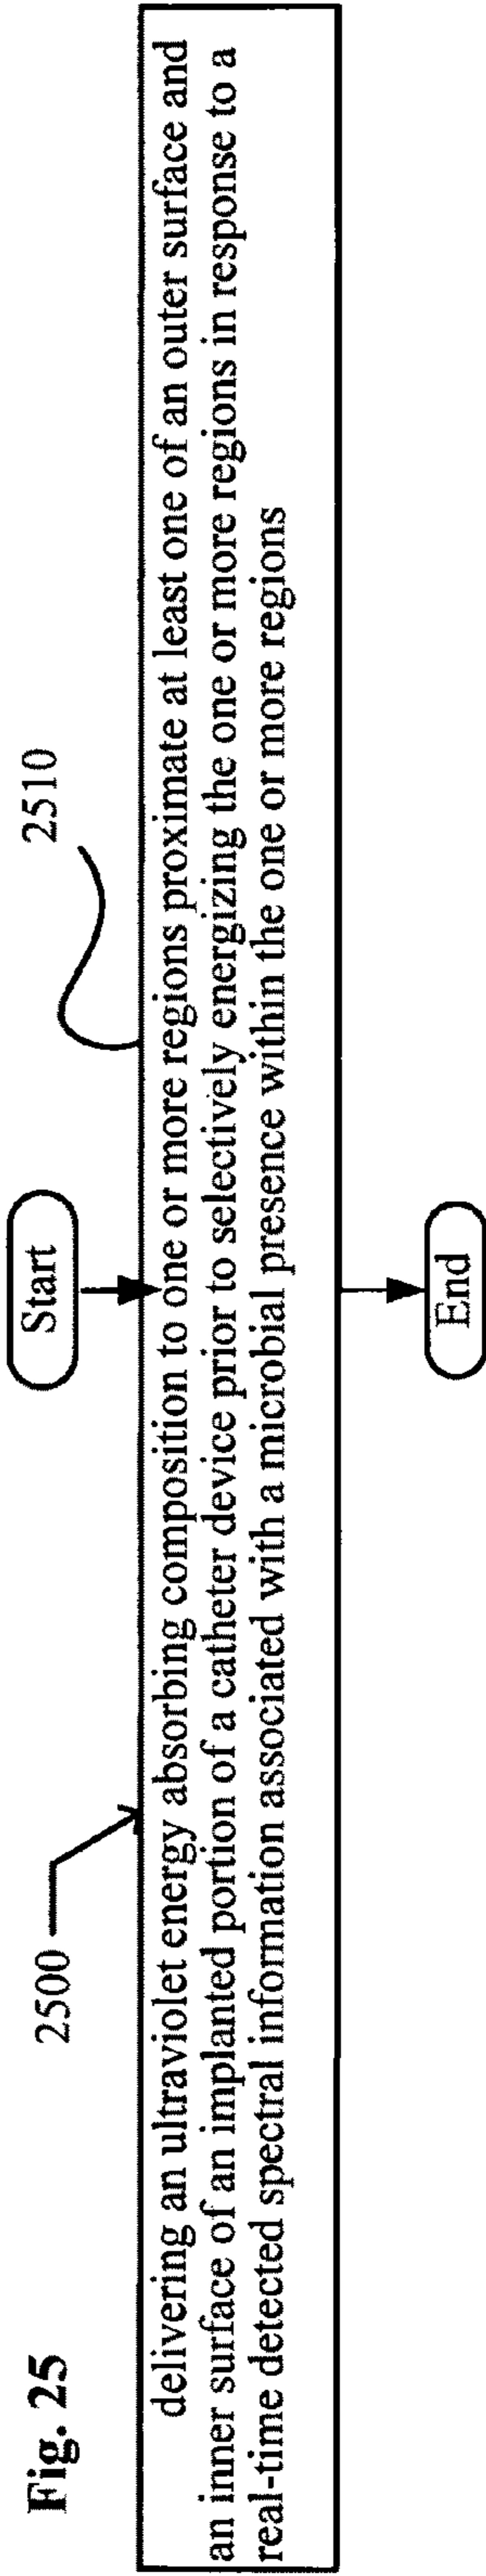 Fig. 25
2500
Start
2510
delivering an ultraviolet energy absorbing composition to one or more regions proximate at least one of an outer surface and
an inner surface of an implanted portion of a catheter device prior to selectively energizing the one or more regions in response to a
real-time detected spectral information associated with a microbial presence within the one or more regions
End